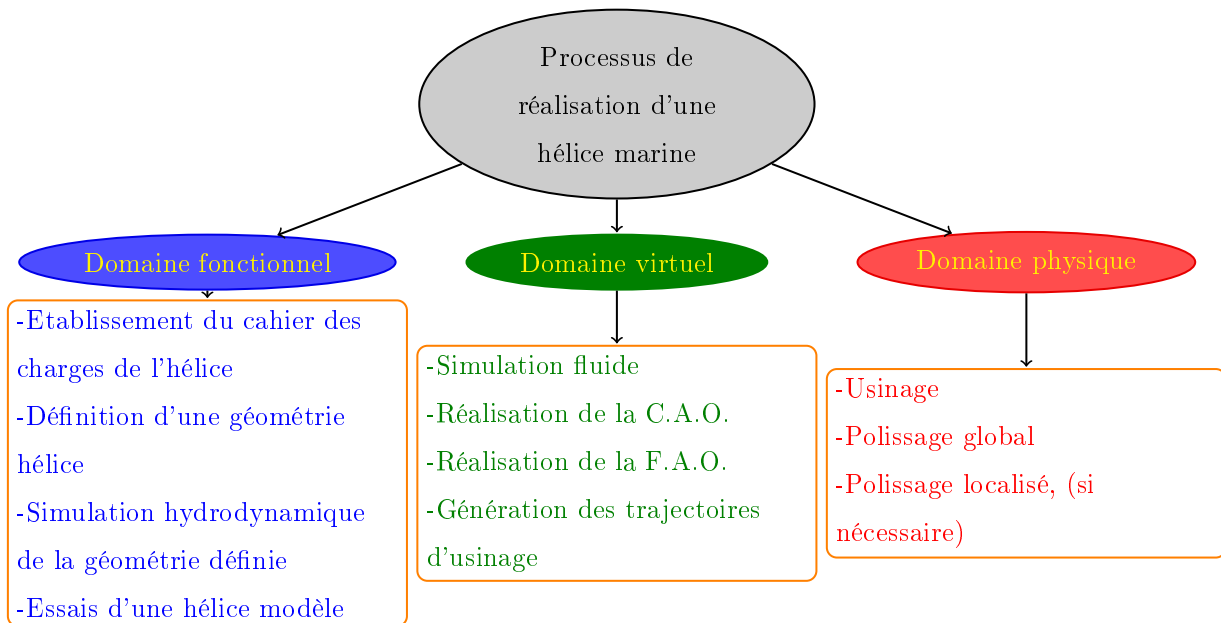 Processus de
réalisation d'une
hélice marine
Domaine fonctionnel
Domaine virtuel
Domaine physique
-Etablissement du cahier des
charges de l'hélice
-Définition d'une géométrie
hélice
-Simulation hydrodynamique
de la géométrie définie
-Essais d'une hélice modèle
-Simulation fluide
-Réalisation de la C.A.O.
-Réalisation de la F.A.O.
-Génération des trajectoires
d'usinage
-Usinage
-Polissage global
-Polissage localisé, (si
nécessaire)